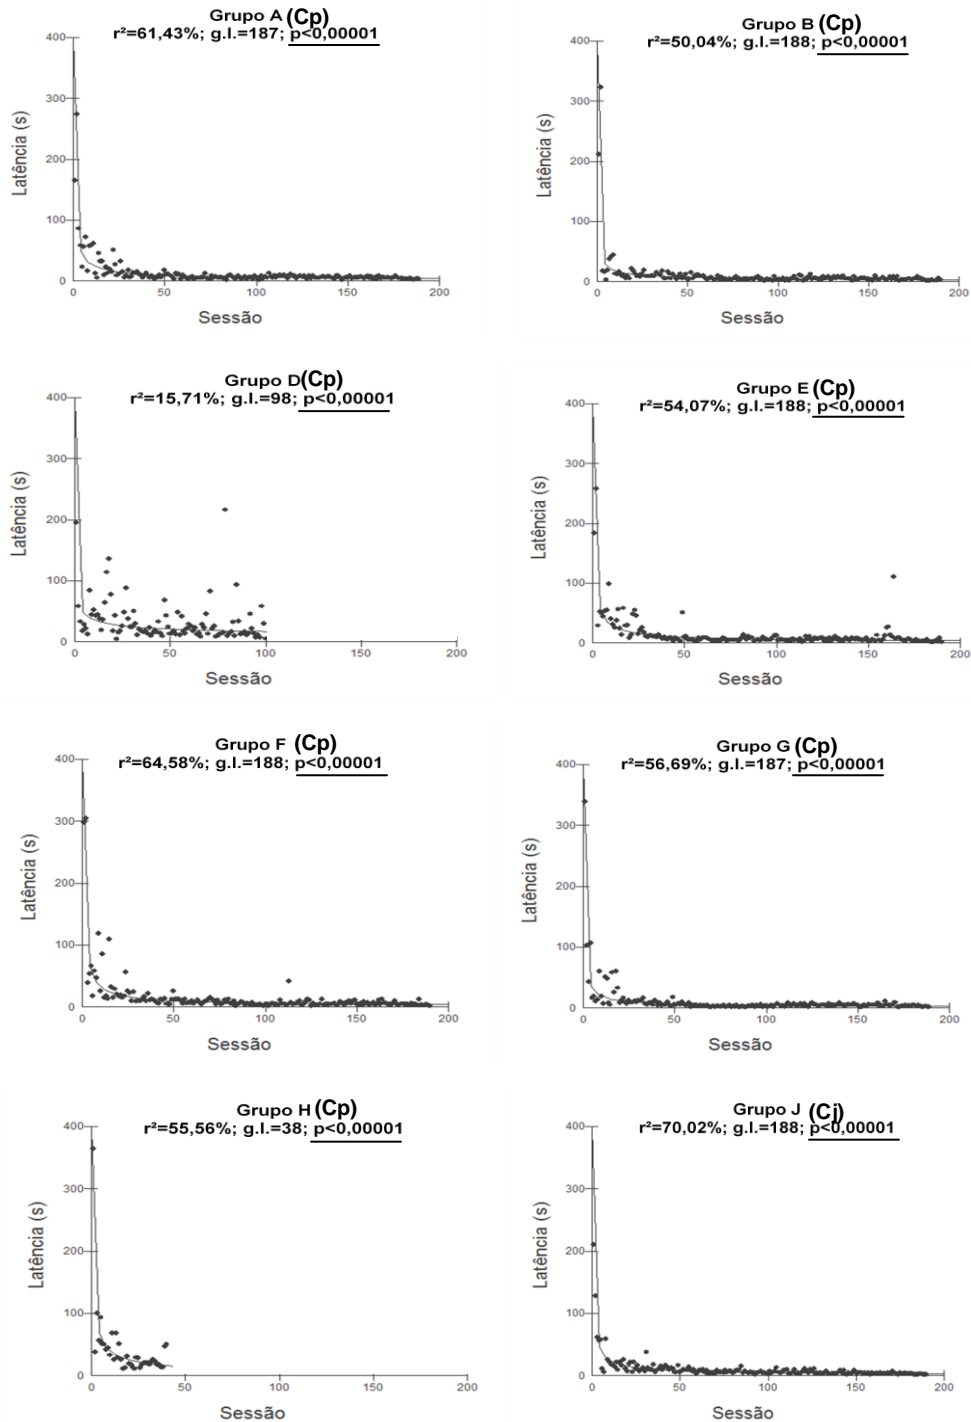 Grupo A (Cp)
r²=61,43%; g.l.=187; p<0,00001
400
300
200
100
0
Latência (s)
0 50 100 150 200
Sessão
Grupo B (Cp)
r²=50,04%; g.l.=188; p<0,00001
400
300
200
100
0
Latência (s)
0 50 100 150 200
Sessão
Grupo D (Cp)
r²=15,71%; g.l.=98; p<0,00001
400
300
200
100
0
Latência (s)
0 50 100 150 200
Sessão
Grupo E (Cp)
r²=54,07%; g.l.=188; p<0,00001
400
300
200
100
0
Latência (s)
0 50 100 150 200
Sessão
Grupo F (Cp)
r²=64,58%; g.l.=188; p<0,00001
400
300
200
100
0
Latência (s)
0 50 100 150 200
Sessão
Grupo G (Cp)
r²=56,69%; g.l.=187; p<0,00001
400
300
200
100
0
Latência (s)
0 50 100 150 200
Sessão
Grupo H (Cp)
r²=55,56%; g.l.=38; p<0,00001
400
300
200
100
0
Latência (s)
0 50 100 150 200
Sessão
Grupo J (Cj)
r²=70,02%; g.l.=188; p<0,00001
400
300
200
100
0
Latência (s)
0 50 100 150 200
Sessão